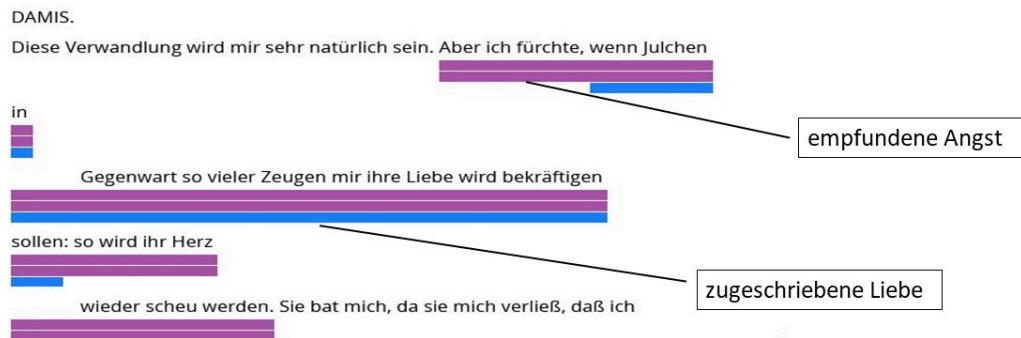 DAMIS.
Diese Verwandlung wird mir sehr natürlich sein. Aber ich fürchte, wenn Julchen
in
empfundene Angst
Gegenwart so vieler Zeugen mir ihre Liebe wird bekräftigen
sollen: so wird ihr Herz
zugeschriebene Liebe
wieder scheu werden. Sie bat mich, da sie mich verließ, daß ich